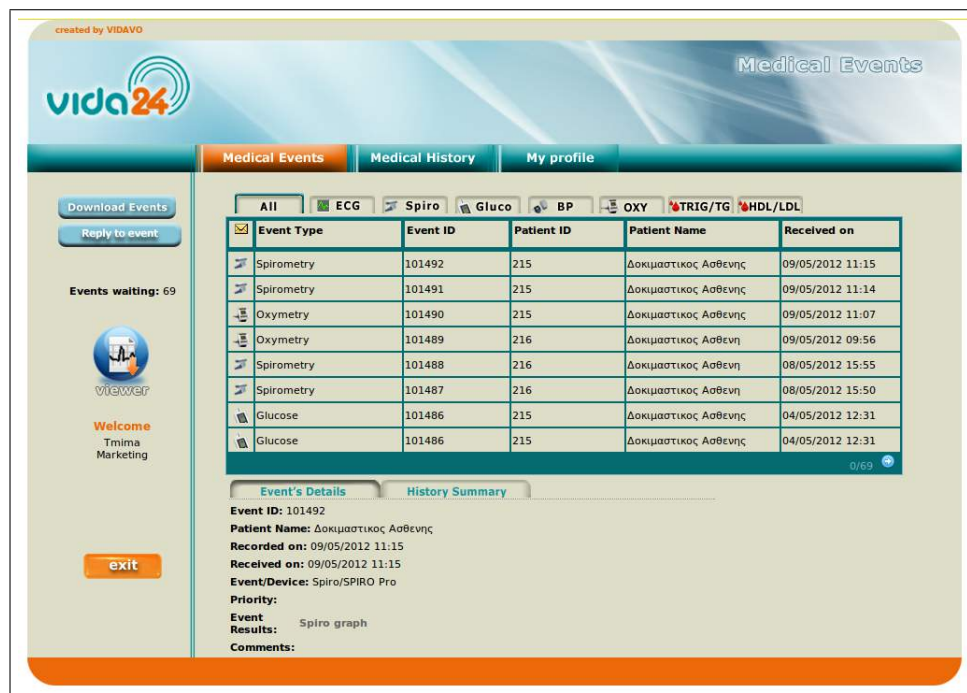 created by VIDAVO
vida24
Medical Events
Medical Events Medical History My profile
Download Events
Reply to event
Events waiting: 69
viewer
Welcome
Tmima
Marketing
exit
All ECG Spiro Gluco BP OXY TRIG/TG HDL/LDL
Event Type Event ID Patient ID Patient Name Received on
Spirometry 101492 215 Δοκιμαστικος Ασθενης 09/05/2012 11:15
Spirometry 101491 215 Δοκιμαστικος Ασθενης 09/05/2012 11:14
Oxymetry 101490 215 Δοκιμαστικος Ασθενης 09/05/2012 11:07
Oxymetry 101489 216 Δοκιμαστικος Ασθενη 09/05/2012 09:56
Spirometry 101488 216 Δοκιμαστικος Ασθενη 08/05/2012 15:55
Spirometry 101487 216 Δοκιμαστικος Ασθενη 08/05/2012 15:50
Glucose 101486 215 Δοκιμαστικος Ασθενης 04/05/2012 12:31
Glucose 101486 215 Δοκιμαστικος Ασθενης 04/05/2012 12:31
0/69
Event's Details History Summary
Event ID: 101492
Patient Name: Δοκιμαστικος Ασθενης
Recorded on: 09/05/2012 11:15
Received on: 09/05/2012 11:15
Event/Device: Spiro/SPIRO Pro
Priority:
Event
Results: Spiro graph
Comments: